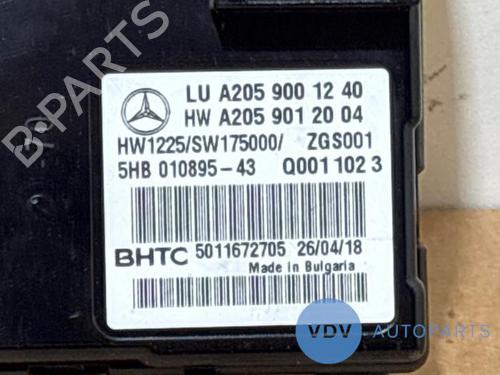 LU A205 900 12 40
HW A205 901 20 04
HW1225/SW175000/ ZGS001
5HB 010895-43 Q001 102 3
BHTC 5011672705 26/04/18
Made in Bulgaria
VDV AUTOPARTS